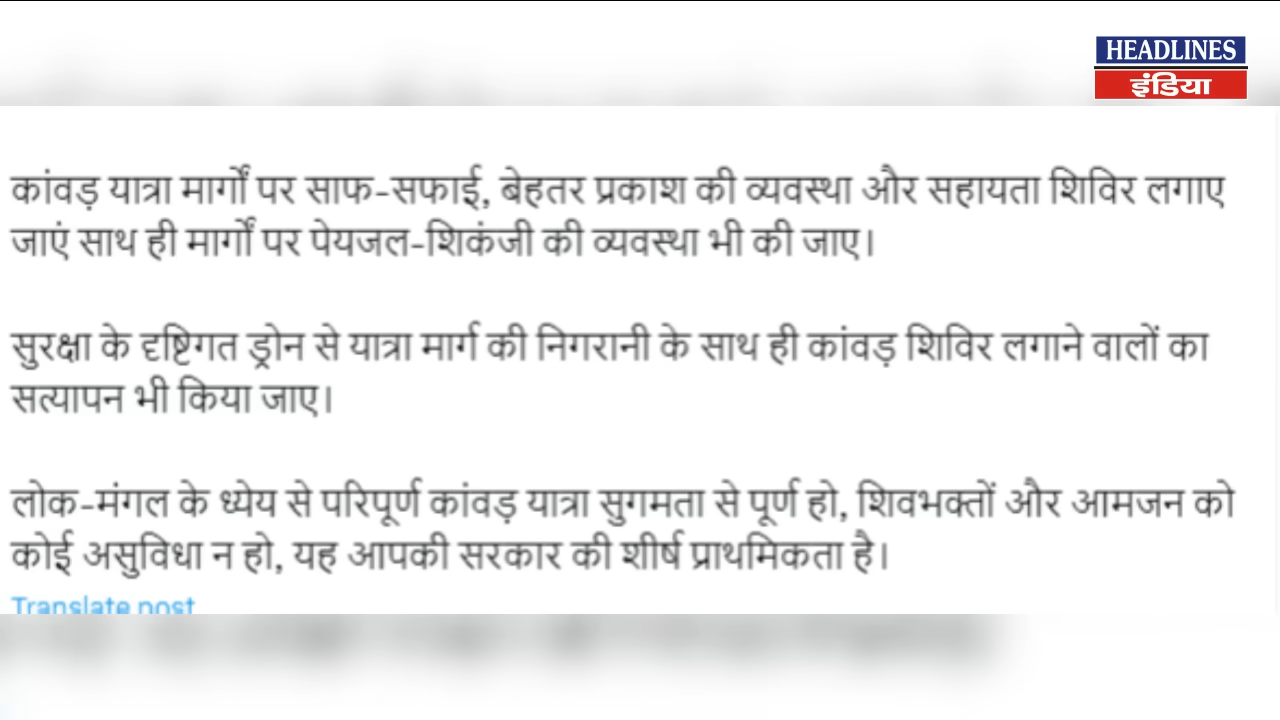 HEADLINES
इंडिया
कांवड़ यात्रा मार्गों पर साफ-सफाई, बेहतर प्रकाश की व्यवस्था और सहायता शिविर लगाए
जाएं साथ ही मार्गों पर पेयजल-शिकंजी की व्यवस्था भी की जाए।
सुरक्षा के दृष्टिगत ड्रोन से यात्रा मार्ग की निगरानी के साथ ही कांवड़ शिविर लगाने वालों का
सत्यापन भी किया जाए।
लोक-मंगल के ध्येय से परिपूर्ण कांवड़ यात्रा सुगमता से पूर्ण हो, शिवभक्तों और आमजन को
कोई असुविधा न हो, यह आपकी सरकार की शीर्ष प्राथमिकता है।
Translate post